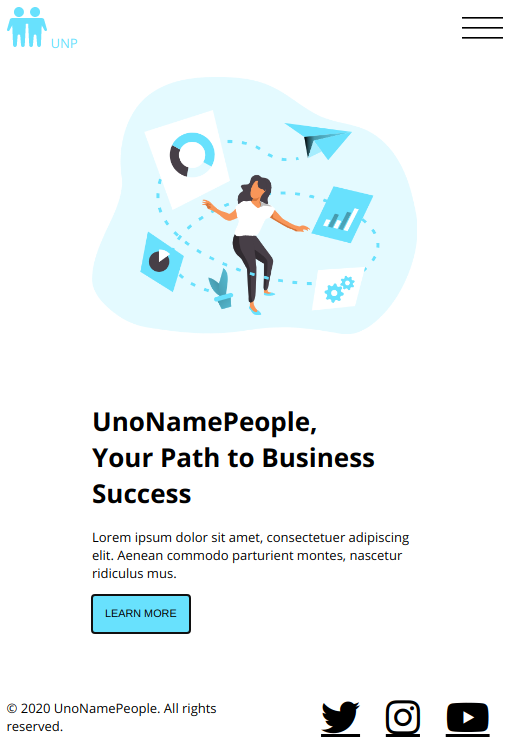 UNP
UnoNamePeople,
Your Path to Business
Success
Lorem ipsum dolor sit amet, consectetuer adipiscing
elit. Aenean commodo parturient montes, nascetur
ridiculus mus.
LEARN MORE
© 2020 UnoNamePeople. All rights
reserved.